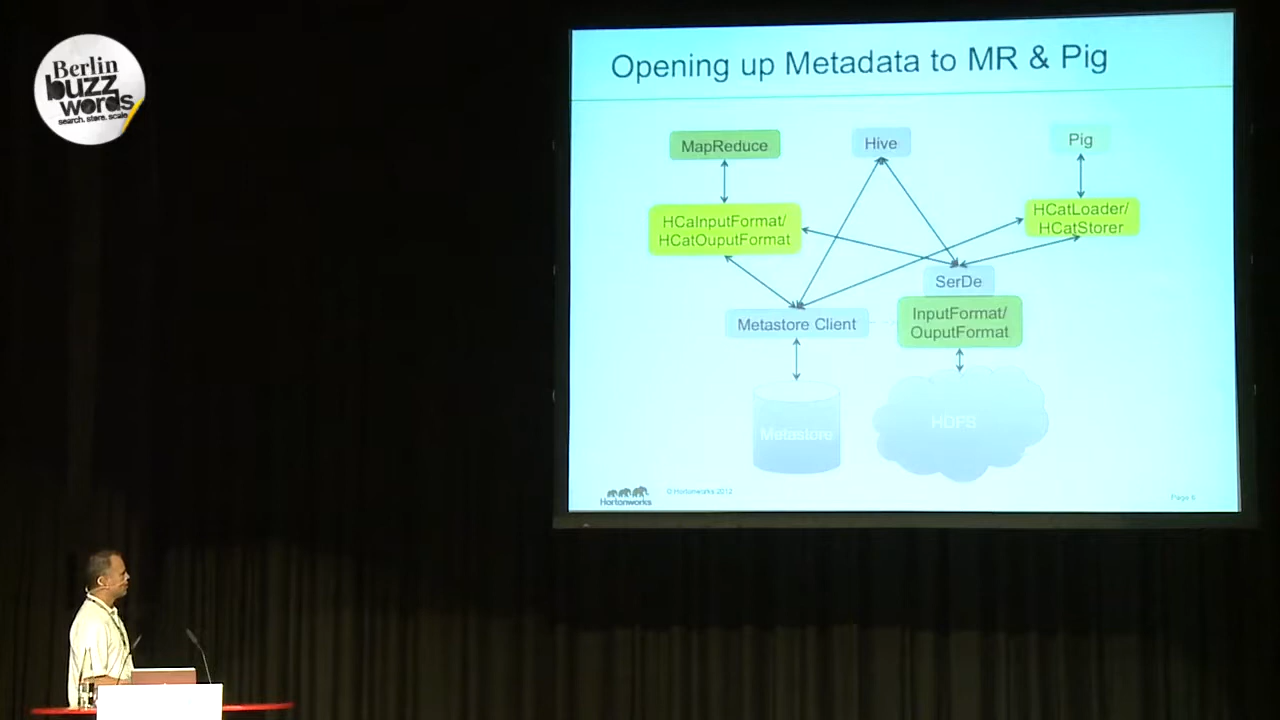 Berlin
buzz
words
search. store. scale
Opening up Metadata to MR & Pig
MapReduce
Hive
Pig
HCaInputFormat/
HCatOuputFormat
HCatLoader/
HCatStorer
SerDe
Metastore Client
InputFormat/
OuputFormat
Metastore
HDFS
Hortonworks
© Hortonworks 2012
Page 6